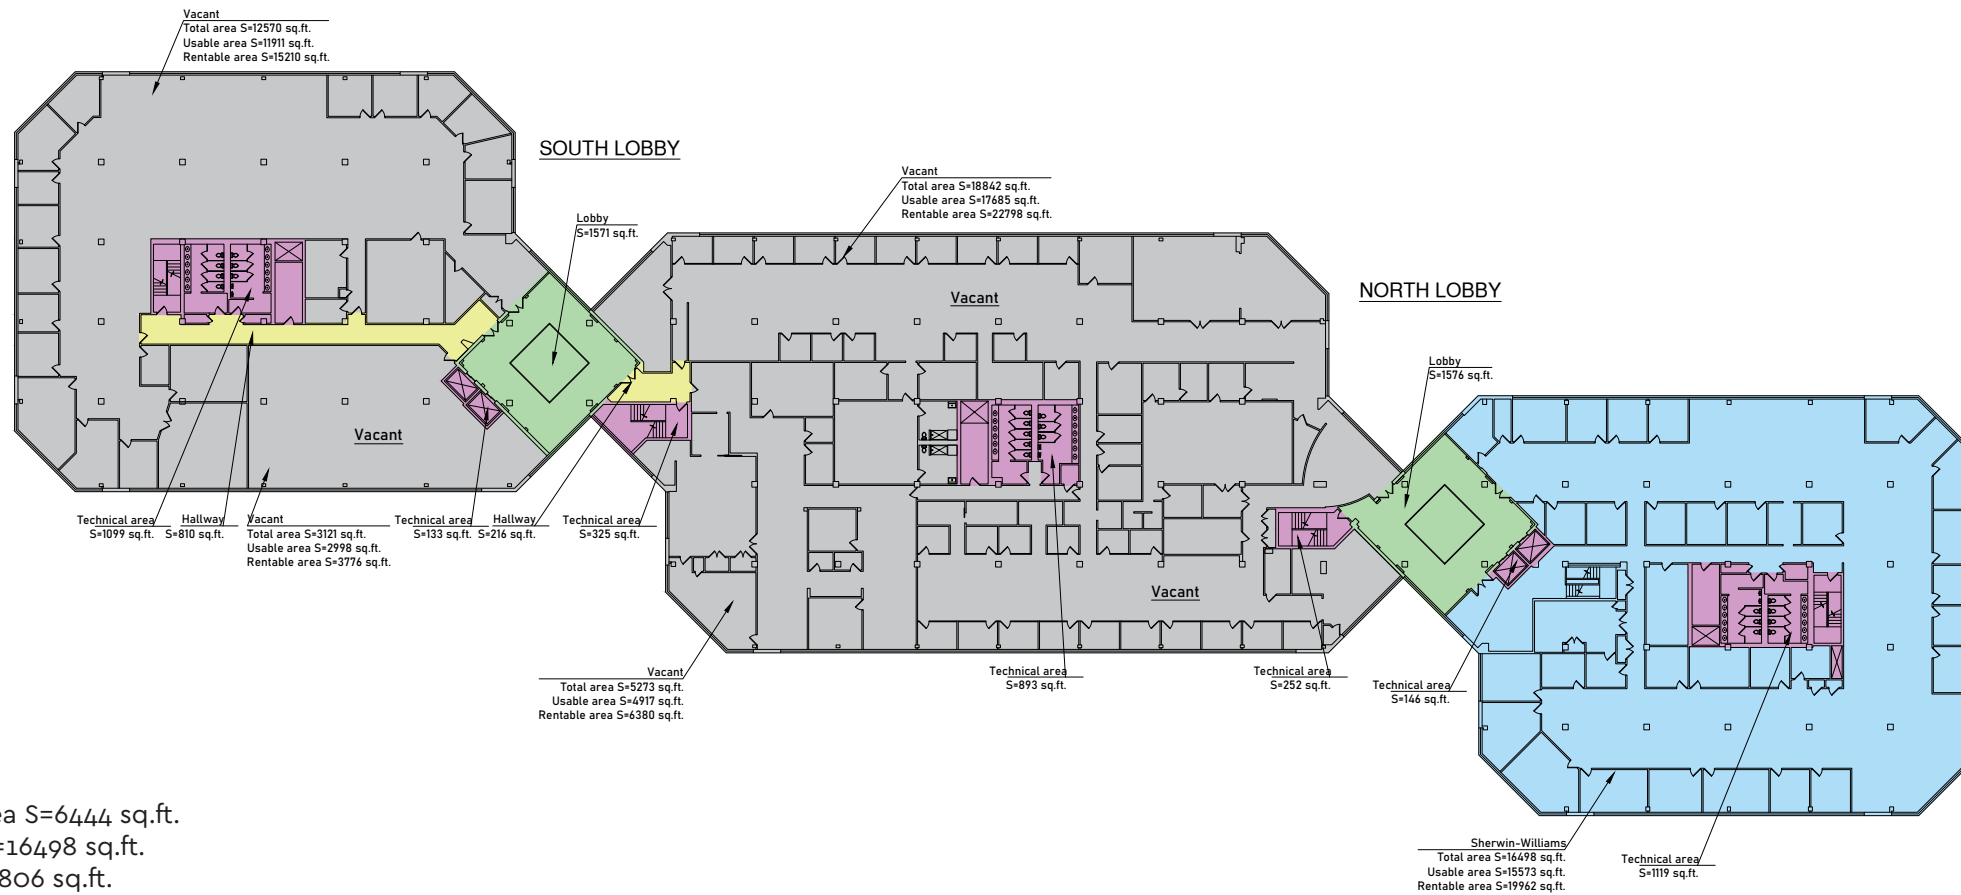 Vacant
Total area S=12570 sq.ft.
Usable area S=11911 sq.ft.
Rentable area S=15210 sq.ft.
SOUTH LOBBY
Vacant
Total area S=18842 sq.ft.
Usable area S=17685 sq.ft.
Rentable area S=22798 sq.ft.
Lobby
S=1571 sq.ft.
Vacant
NORTH LOBBY
Lobby
S=1576 sq.ft.
Vacant
Technical area
S=1099 sq.ft.
Hallway
S=810 sq.ft.
Vacant
Total area S=3121 sq.ft.
Usable area S=2998 sq.ft.
Rentable area S=3776 sq.ft.
Technical area
S=133 sq.ft.
Hallway
S=216 sq.ft.
Technical area
S=325 sq.ft.
Vacant
Vacant
Total area S=5273 sq.ft.
Usable area S=4917 sq.ft.
Rentable area S=6380 sq.ft.
Technical area
S=893 sq.ft.
Technical area
S=252 sq.ft.
Technical area
S=146 sq.ft.
ea S=6444 sq.ft.
=16498 sq.ft.
806 sq.ft.
Sherwin-Williams
Total area S=16498 sq.ft.
Usable area S=15573 sq.ft.
Rentable area S=19962 sq.ft.
Technical area
S=1119 sq.ft.